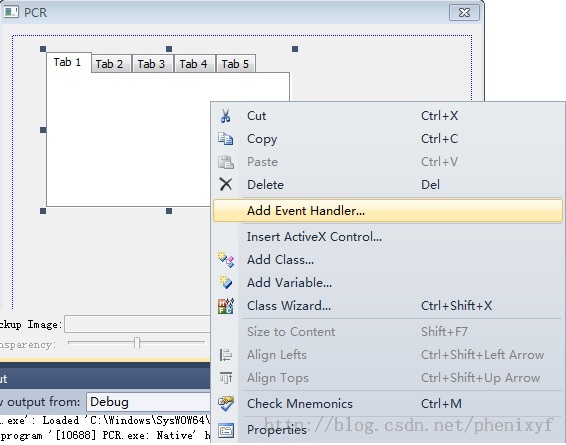 PCR
Tab 1 Tab 2 Tab 3 Tab 4 Tab 5
Cut Ctrl+X
Copy Ctrl+C
Paste Ctrl+V
Delete Del
Add Event Handler...
Insert ActiveX Control...
Add Class...
Add Variable...
Class Wizard... Ctrl+Shift+X
Size to Content Shift+F7
Align Lefts Ctrl+Shift+Left Arrow
Align Tops Ctrl+Shift+Up Arrow
Check Mnemonics Ctrl+M
Properties
ckup Image:
nsparency:
ut
w output from: Debug
.exe': Loaded 'C:\Windows\SysWOW64\
program '[10688] PCR.exe: Native' h
http://blog.csdn.net/phenixyf